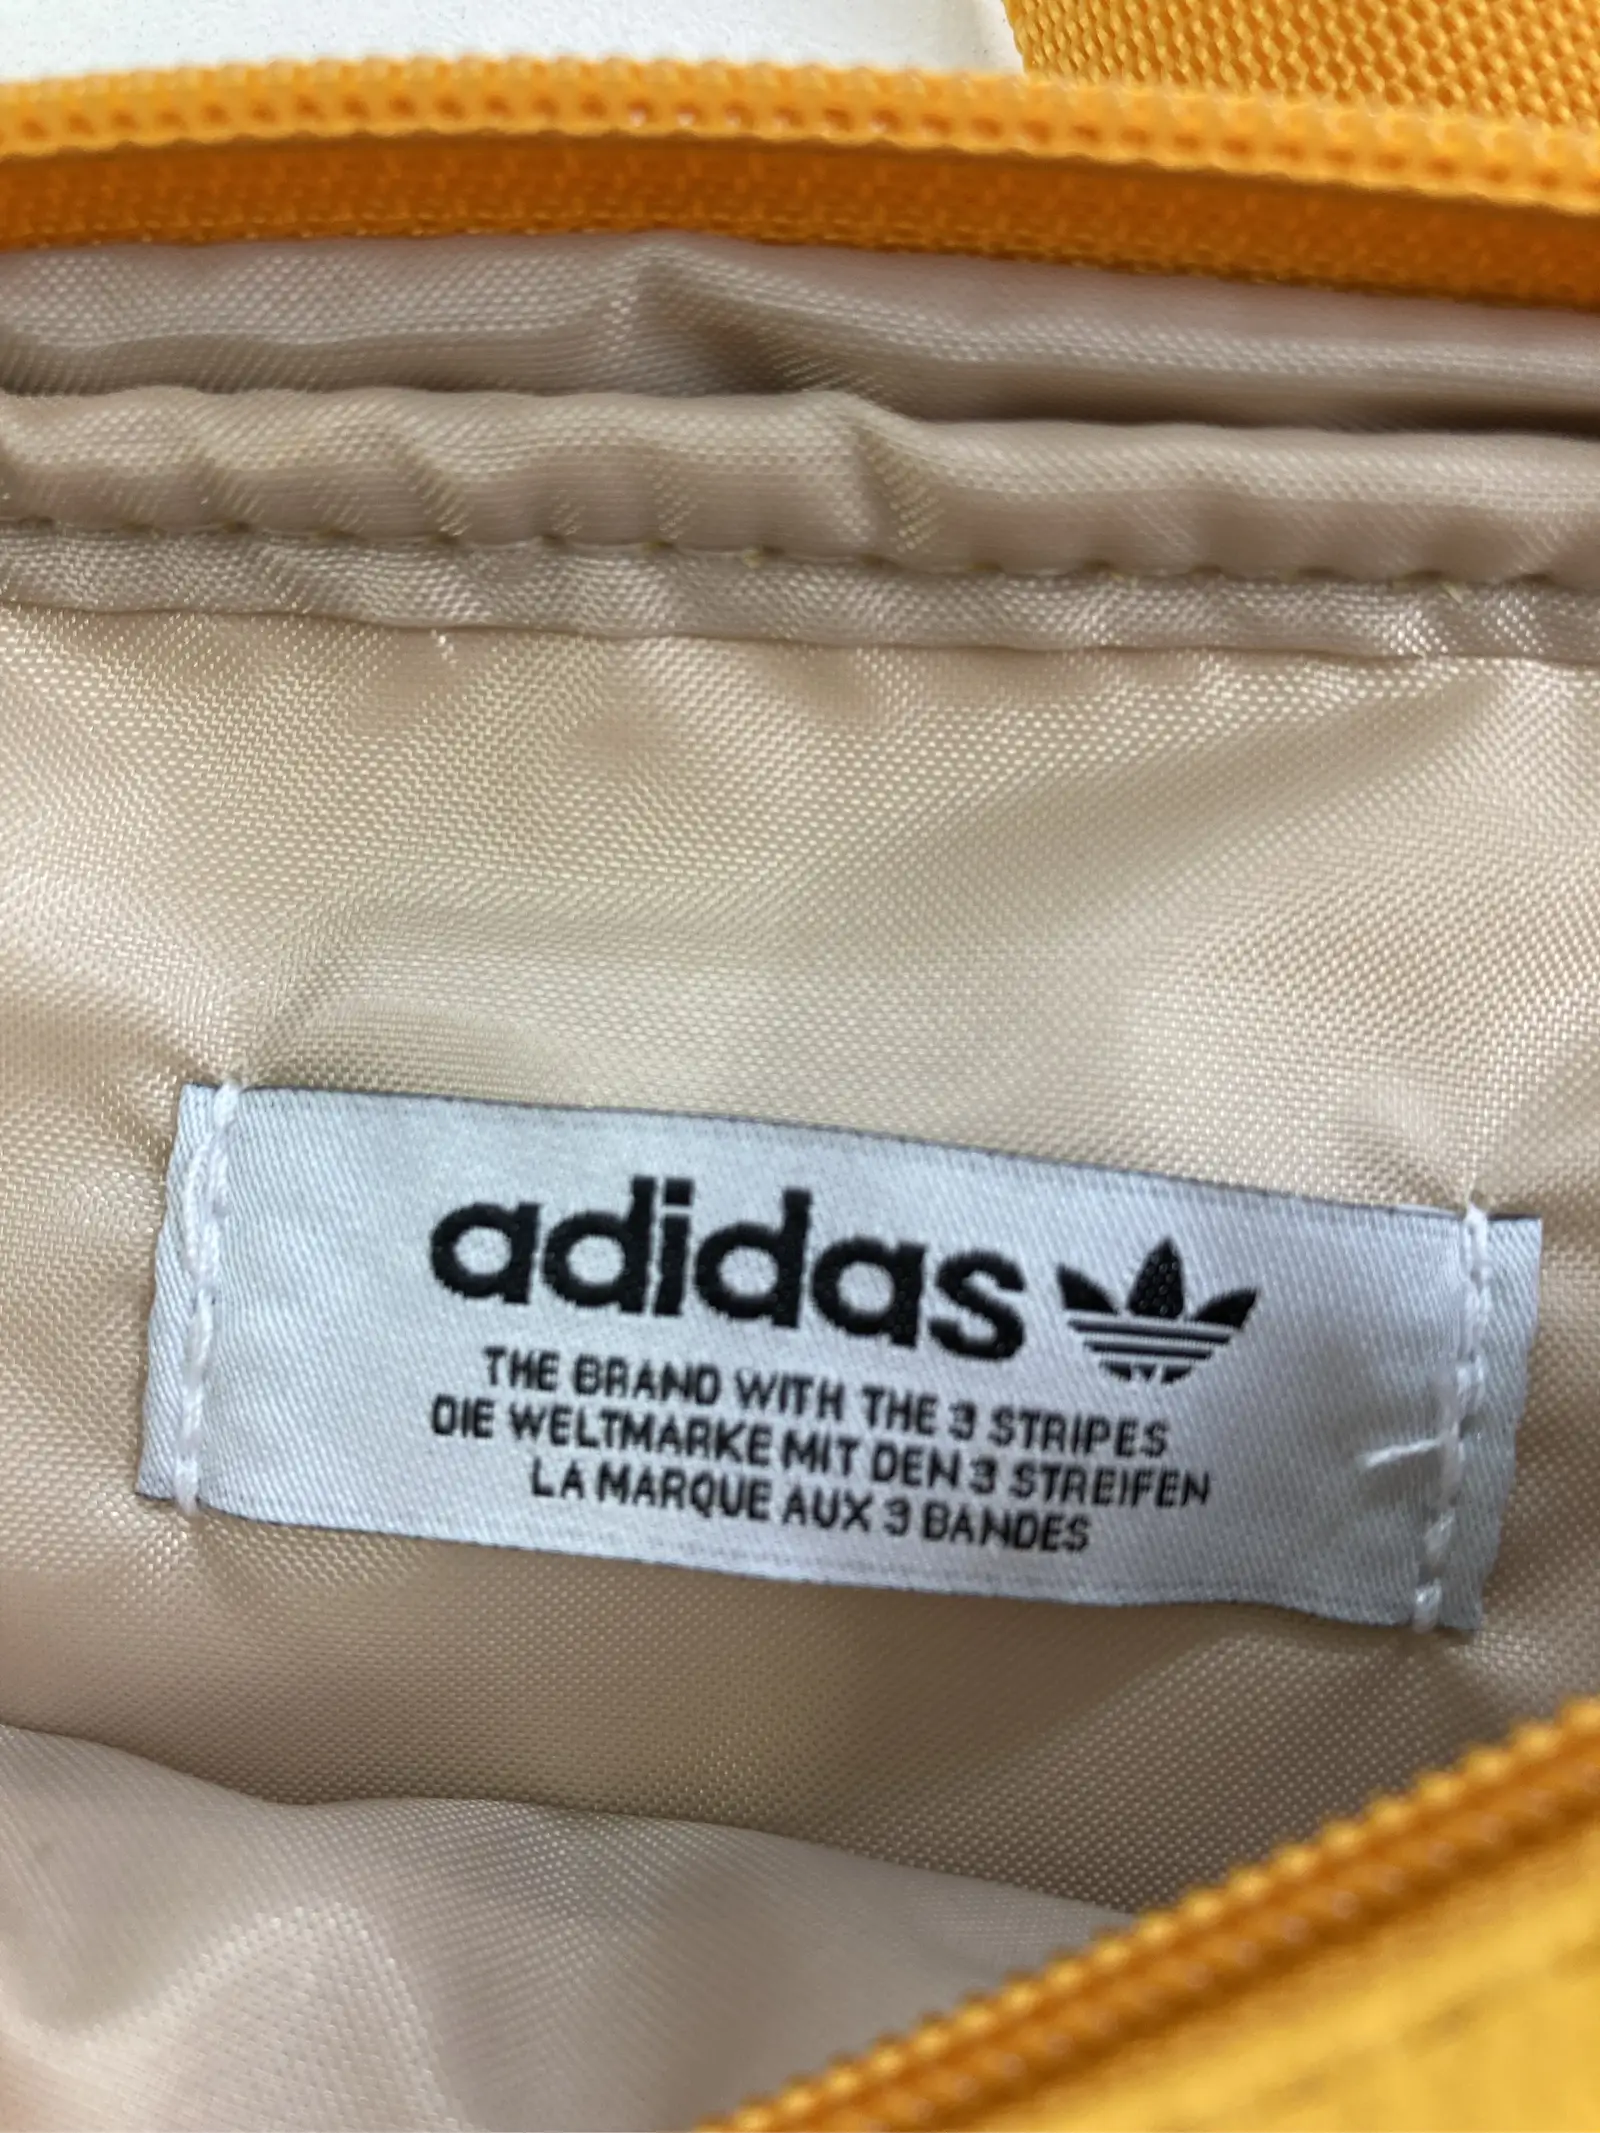 adidas
THE BRAND WITH THE 3 STRIPES
DIE WELTMARKE MIT DEN 3 STREIFEN
LA MARQUE AUX 3 BANDES